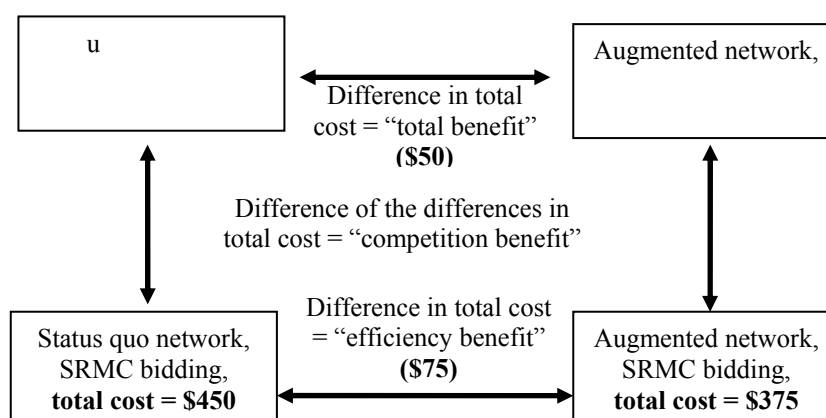 u
Augmented network,
Difference in total
cost = “total benefit”
($50)
Difference of the differences in
total cost = “competition benefit”
Difference in total cost
= “efficiency benefit”
($75)
Status quo network,
SRMC bidding,
total cost = $450
Augmented network,
SRMC bidding,
total cost = $375